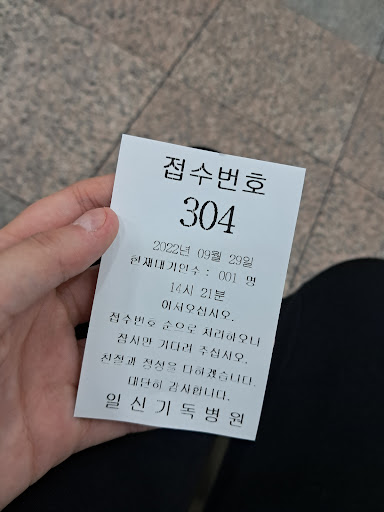 접수번호
304
2022년 09월 29일
현재대기인수 : 001 명
14시 21분
어서오십시오.
접수번호 순으로 처리하오니
잠시만 기다려 주십시오.
친절과 정성을 다하겠습니다.
대단히 감사합니다.
일신기독병원